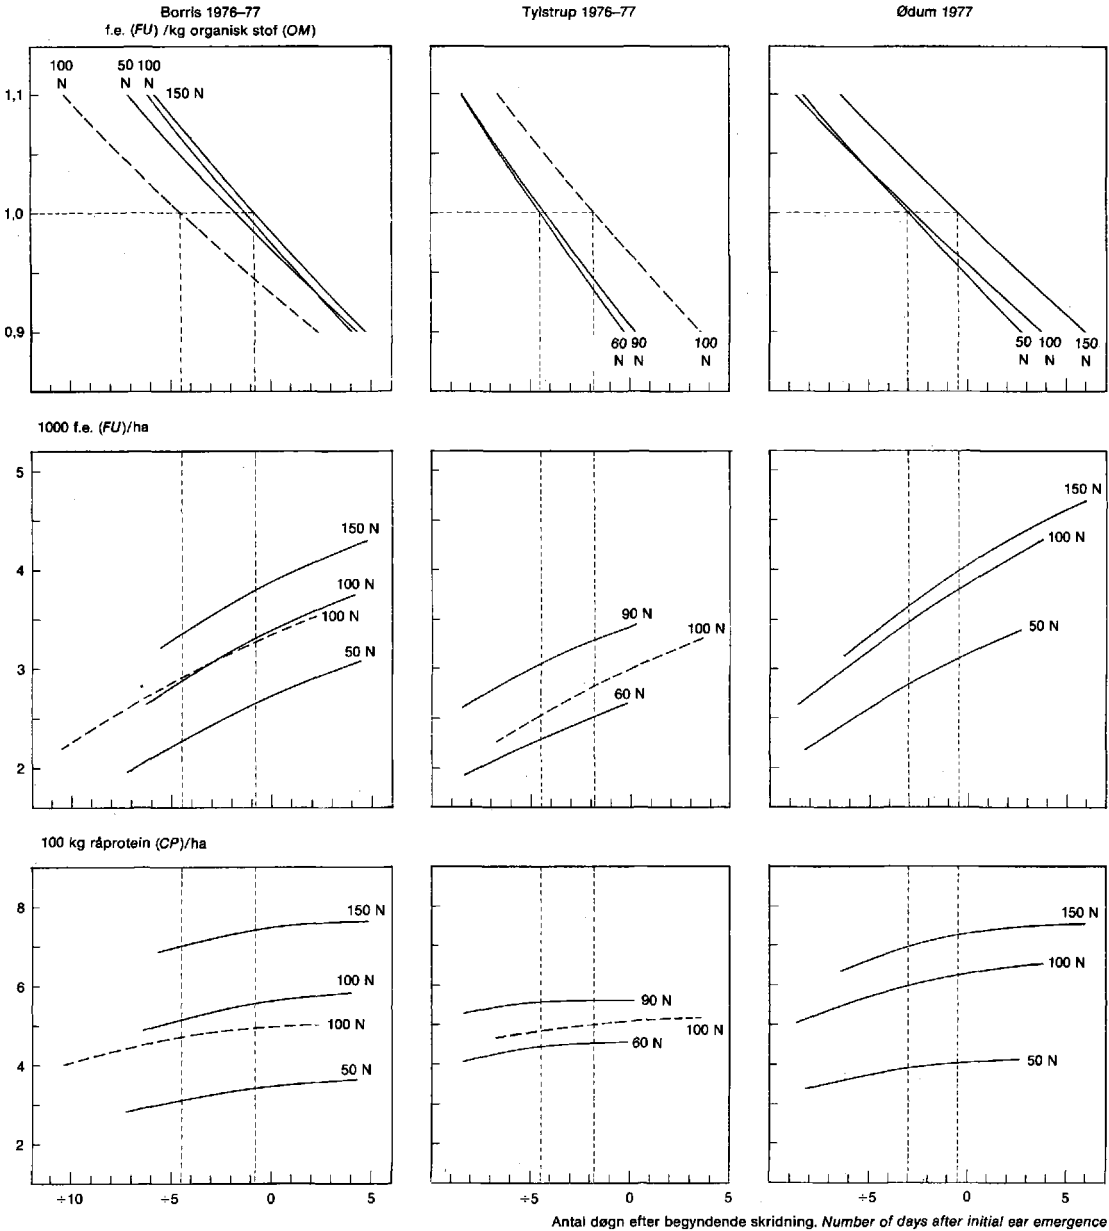 Borris 1976–77
Tylstrup 1976–77
Ødum 1977
f.e. (FU) /kg organisk stof (OM)
100
N
50 100
N N
150 N
1,1
1,0
0,9
60 90
N N
100
N
50 100 150
N N N
1000 f.e. (FU)/ha
5
4
3
2
150 N
100 N
100 N
50 N
90 N
100 N
60 N
150 N
100 N
50 N
100 kg råprotein (CP)/ha
8
6
4
2
150 N
100 N
100 N
50 N
90 N
100 N
60 N
150 N
100 N
50 N
÷10 ÷5 0 5
÷5 0 5
÷5 0 5
Antal døgn efter begyndende skridning. Number of days after initial ear emergence